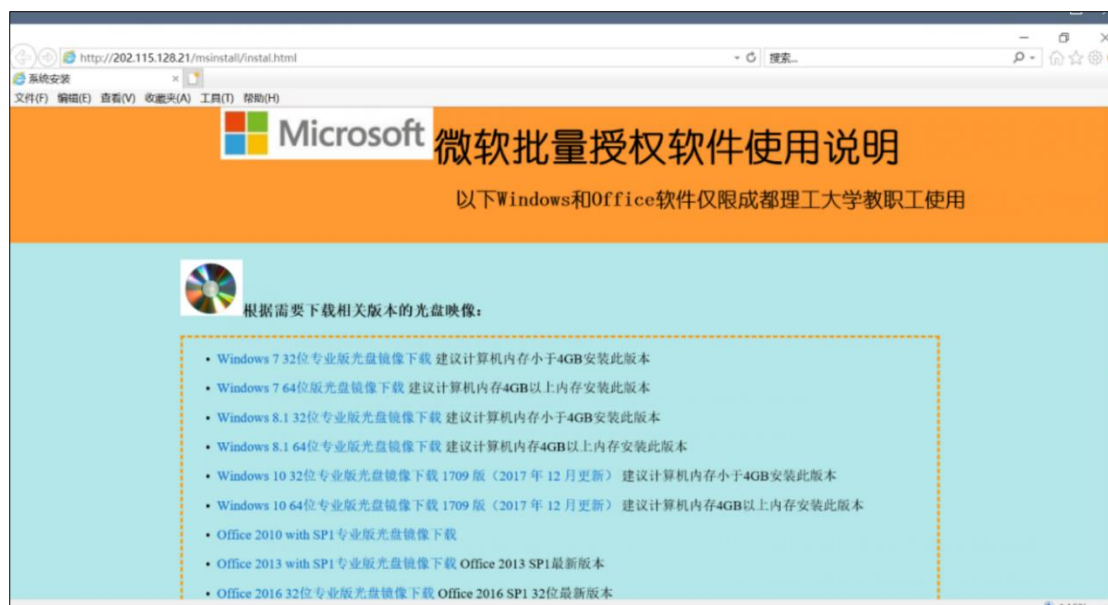 http://202.115.128.21/msinstall/instal.html
搜索...
系统安装
文件(F) 编辑(E) 查看(V) 收藏夹(A) 工具(T) 帮助(H)
Microsoft 微软批量授权软件使用说明
以下Windows和Office软件仅限成都理工大学教职工使用
根据需要下载相关版本的光盘映像：
• Windows 7 32位专业版光盘镜像下载 建议计算机内存小于4GB安装此版本
• Windows 7 64位版光盘镜像下载 建议计算机内存4GB以上内存安装此版本
• Windows 8.1 32位专业版光盘镜像下载 建议计算机内存小于4GB安装此版本
• Windows 8.1 64位专业版光盘镜像下载 建议计算机内存4GB以上内存安装此版本
• Windows 10 32位专业版光盘镜像下载 1709 版（2017 年 12 月更新） 建议计算机内存小于4GB安装此版本
• Windows 10 64位专业版光盘镜像下载 1709 版（2017 年 12 月更新） 建议计算机内存4GB以上内存安装此版本
• Office 2010 with SP1专业版光盘镜像下载
• Office 2013 with SP1专业版光盘镜像下载 Office 2013 SP1最新版本
• Office 2016 32位专业版光盘镜像下载 Office 2016 SP1 32位最新版本